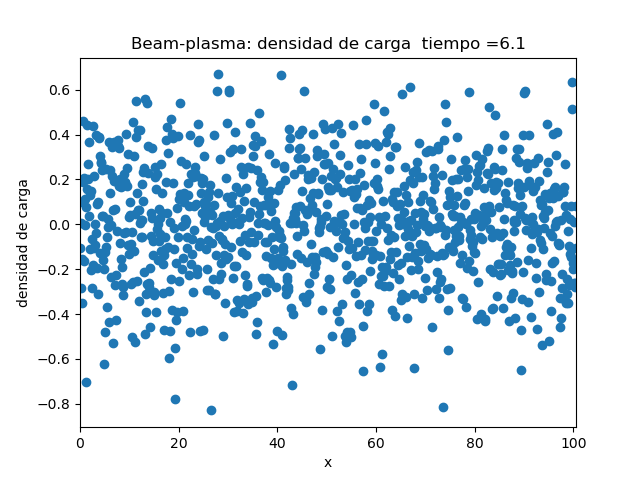 Beam-plasma: densidad de carga  tiempo =6.1
densidad de carga
0.6
0.4
0.2
0.0
−0.2
−0.4
−0.6
−0.8
0 20 40 60 80 100
x